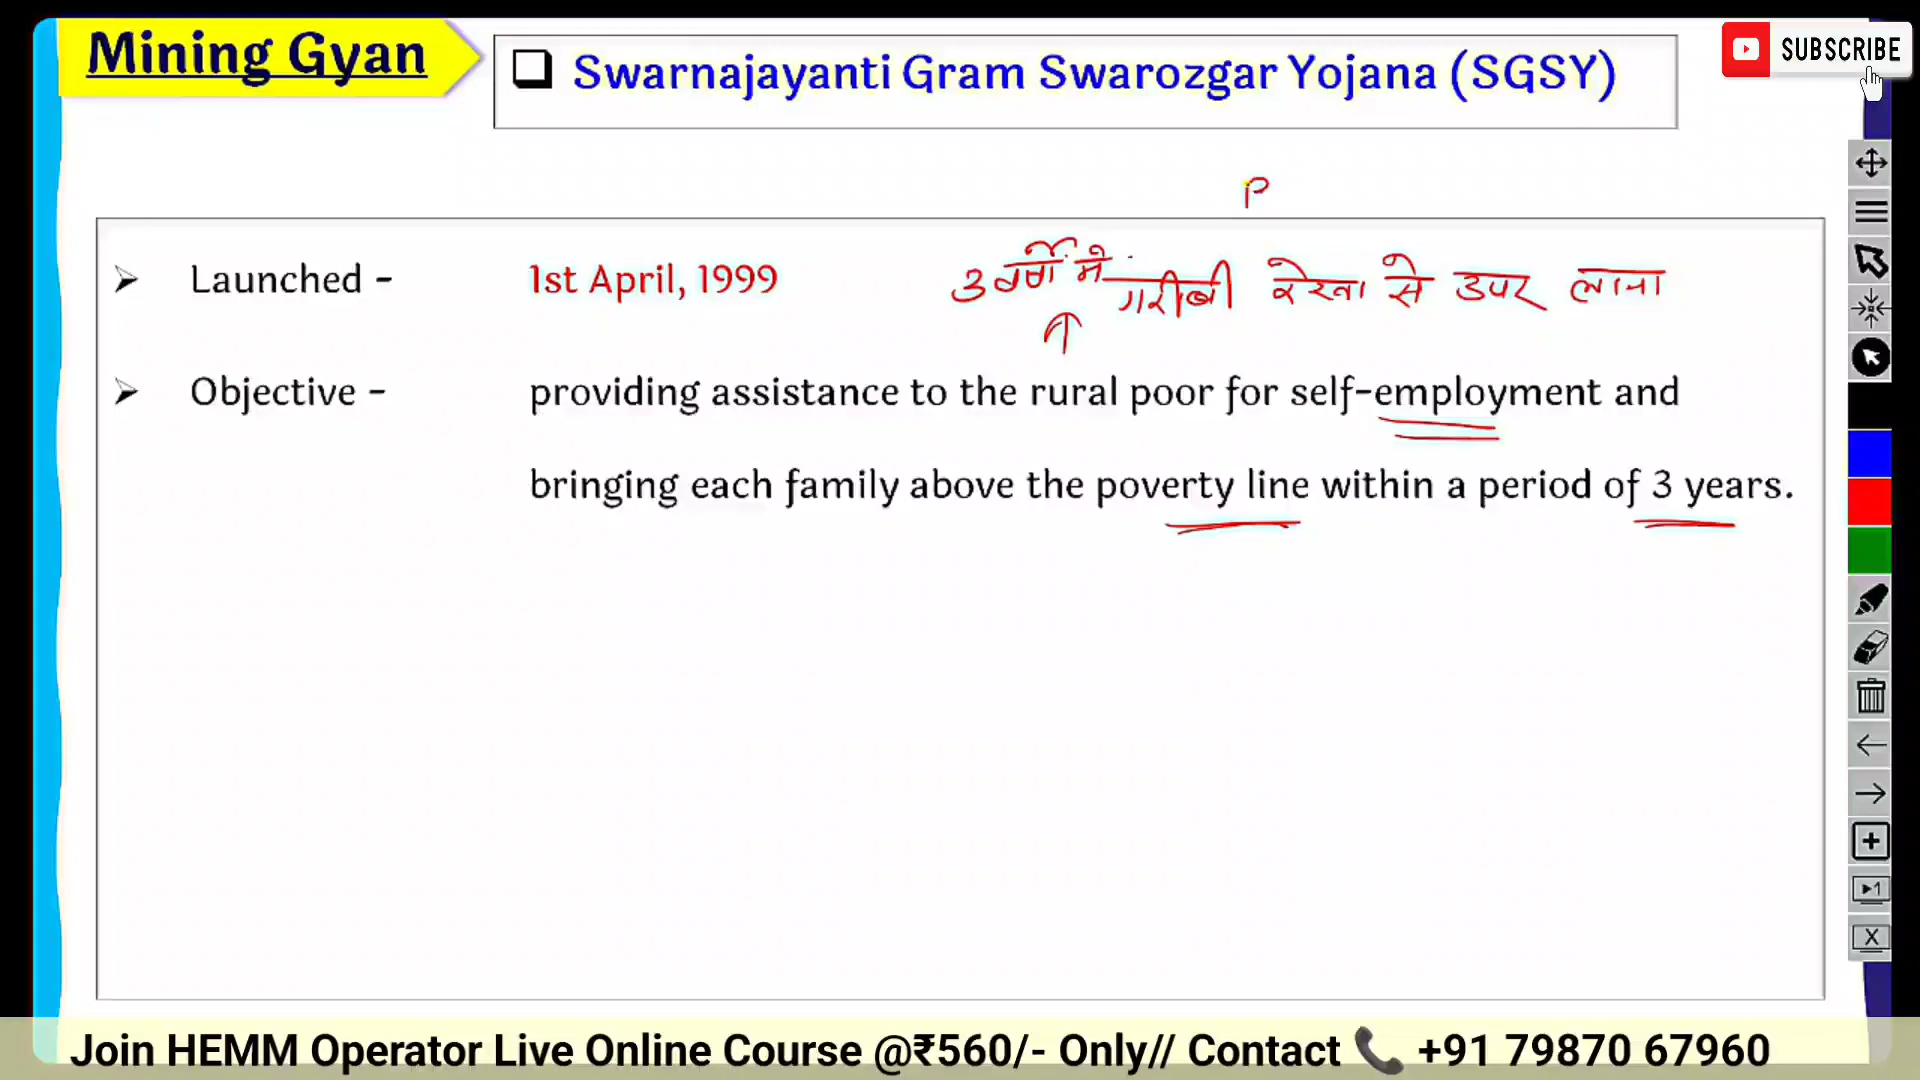 Mining Gyan
Swarnajayanti Gram Swarozgar Yojana (SGSY)
SUBSCRIBE
P
Launched - 1st April, 1999
3 वर्षो मे गरीबी रेखा से उपर लाना
Objective - providing assistance to the rural poor for self-employment and
bringing each family above the poverty line within a period of 3 years.
Join HEMM Operator Live Online Course @₹560/- Only// Contact +91 79870 67960